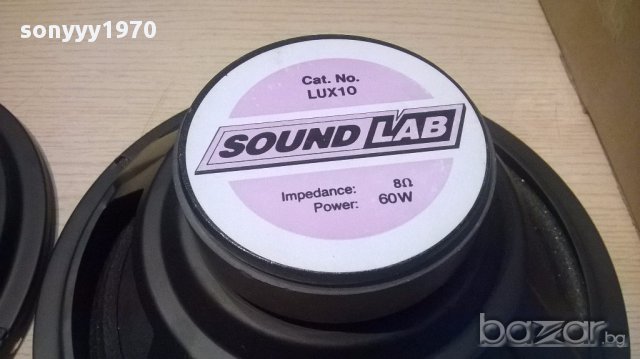 sonyyy1970
Cat. No.
LUX10
SOUND LAB
Impedance: 8Ω
Power: 60W
bazar.bg